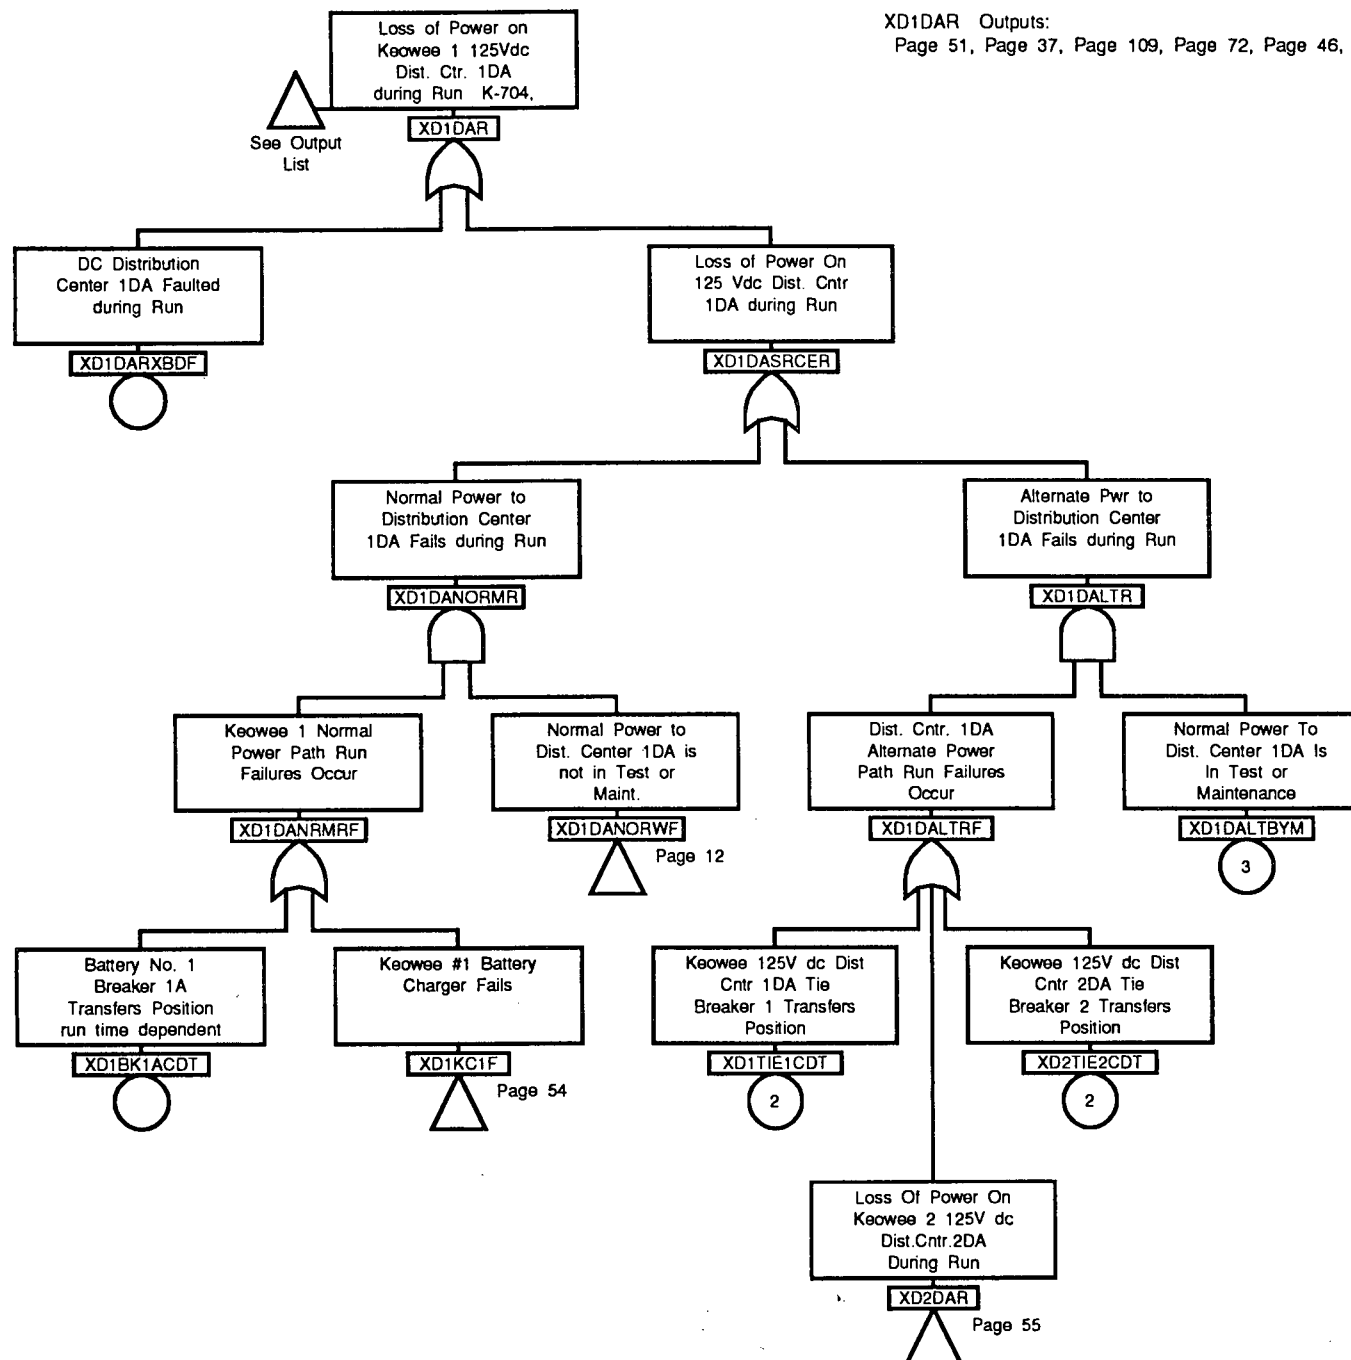 Loss of Power on
Keowee 1 125Vdc
Dist. Ctr. 1DA
during Run K-704,
XD1DAR Outputs:
Page 51, Page 37, Page 109, Page 72, Page 46,
See Output
List
XD1DAR
DC Distribution
Center 1DA Faulted
during Run
XD1DARXBDF
Loss of Power On
125 Vdc Dist. Cntr
1DA during Run
XD1DASRCER
Normal Power to
Distribution Center
1DA Fails during Run
XD1DANORMR
Alternate Pwr to
Distribution Center
1DA Fails during Run
XD1DALTR
Keowee 1 Normal
Power Path Run
Failures Occur
XD1DANRMRF
Normal Power to
Dist. Center 1DA is
not in Test or
Maint.
XD1DANORWF
Page 12
Dist. Cntr. 1DA
Alternate Power
Path Run Failures
Occur
XD1DALTRF
Normal Power To
Dist. Center 1DA Is
In Test or
Maintenance
XD1DALTBYM
3
Battery No. 1
Breaker 1A
Transfers Position
run time dependent
XD1BK1ACDT
Keowee #1 Battery
Charger Fails
XD1KC1F
Page 54
Keowee 125V dc Dist
Cntr 1DA Tie
Breaker 1 Transfers
Position
XD1TIE1CDT
2
Keowee 125V dc Dist
Cntr 2DA Tie
Breaker 2 Transfers
Position
XD2TIE2CDT
2
Loss Of Power On
Keowee 2 125V dc
Dist.Cntr.2DA
During Run
XD2DAR
Page 55